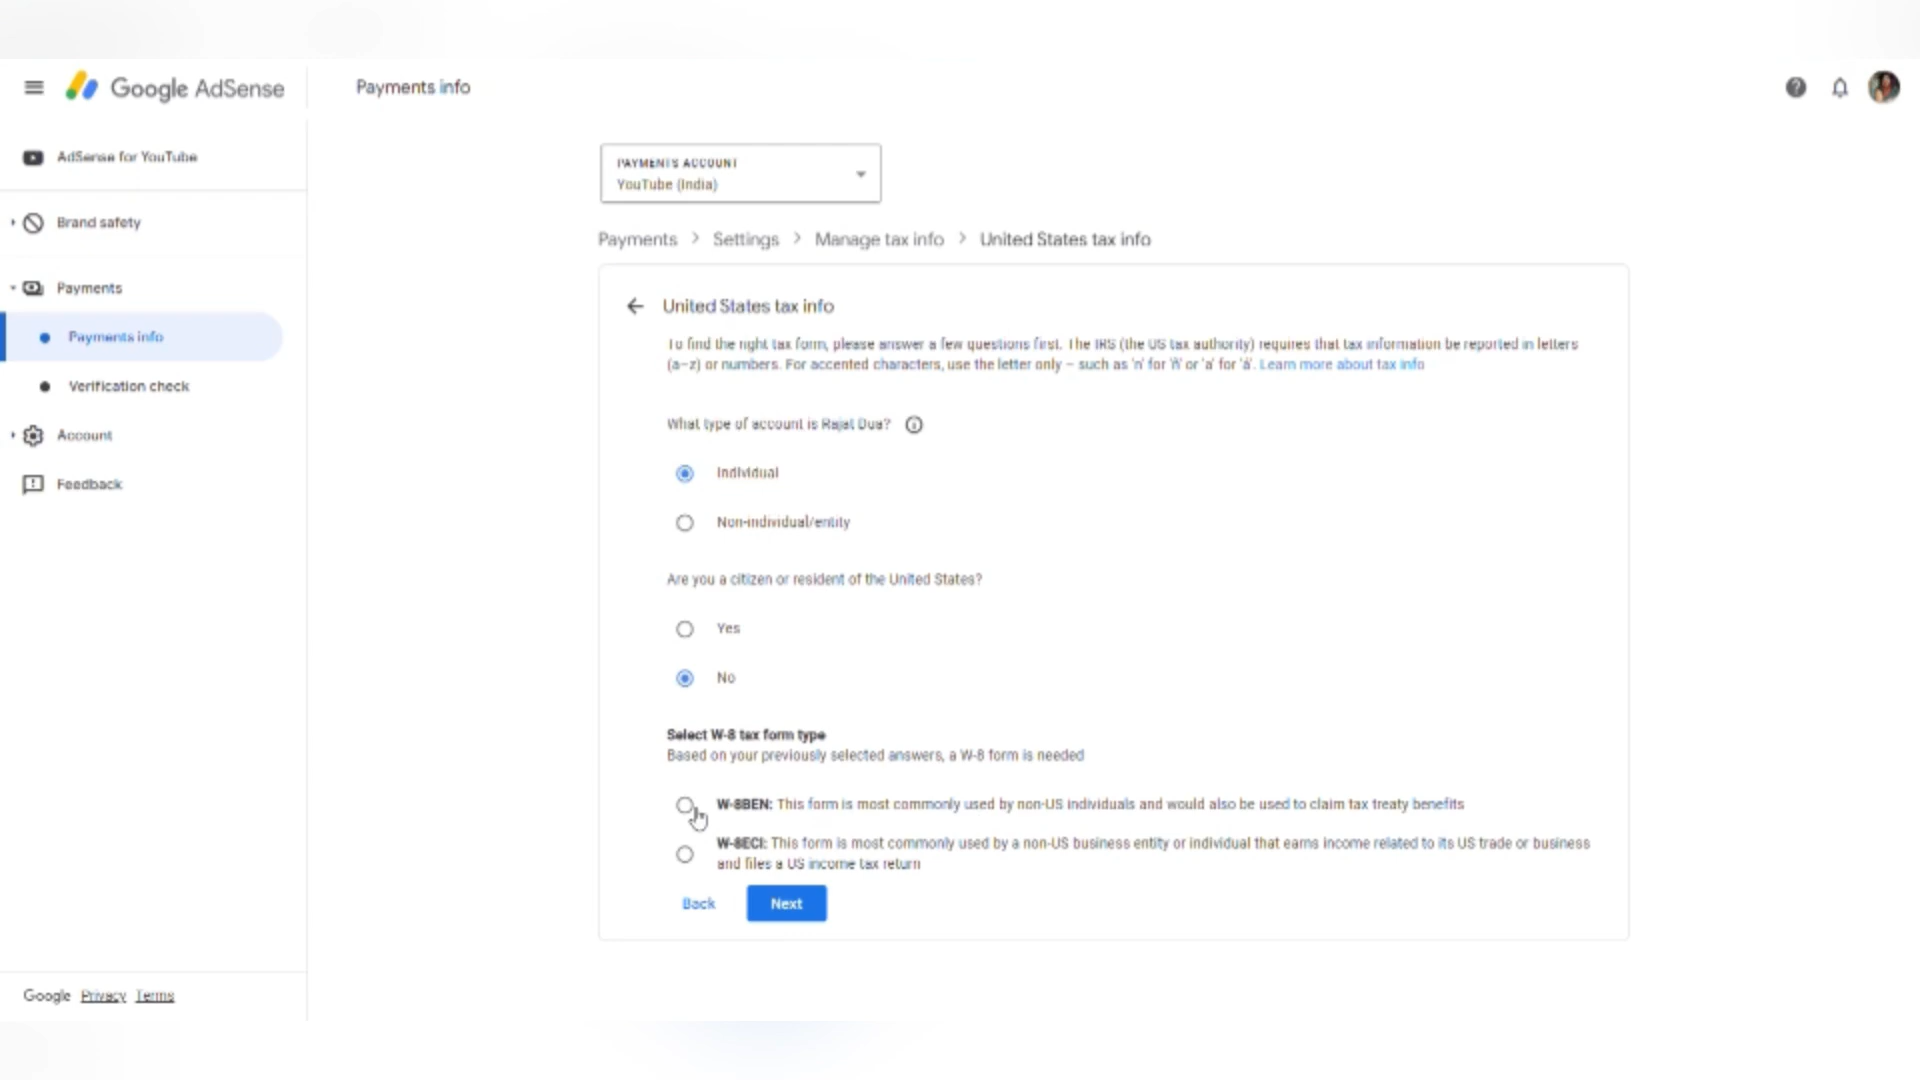 Google AdSense
Payments info
AdSense for YouTube
Brand safety
Payments
Payments info
Verification check
Account
Feedback
Google Privacy Terms
PAYMENTS ACCOUNT
YouTube (India)
Payments > Settings > Manage tax info > United States tax info
United States tax info
To find the right tax form, please answer a few questions first. The IRS (the US tax authority) requires that tax information be reported in letters
(a–z) or numbers. For accented characters, use the letter only – such as 'n' for 'ñ' or 'a' for 'á'. Learn more about tax info
What type of account is Rajat Dua?
Individual
Non-individual/entity
Are you a citizen or resident of the United States?
Yes
No
Select W-8 tax form type
Based on your previously selected answers, a W-8 form is needed
W-8BEN: This form is most commonly used by non-US individuals and would also be used to claim tax treaty benefits
W-8ECI: This form is most commonly used by a non-US business entity or individual that earns income related to its US trade or business
and files a US income tax return
Back Next